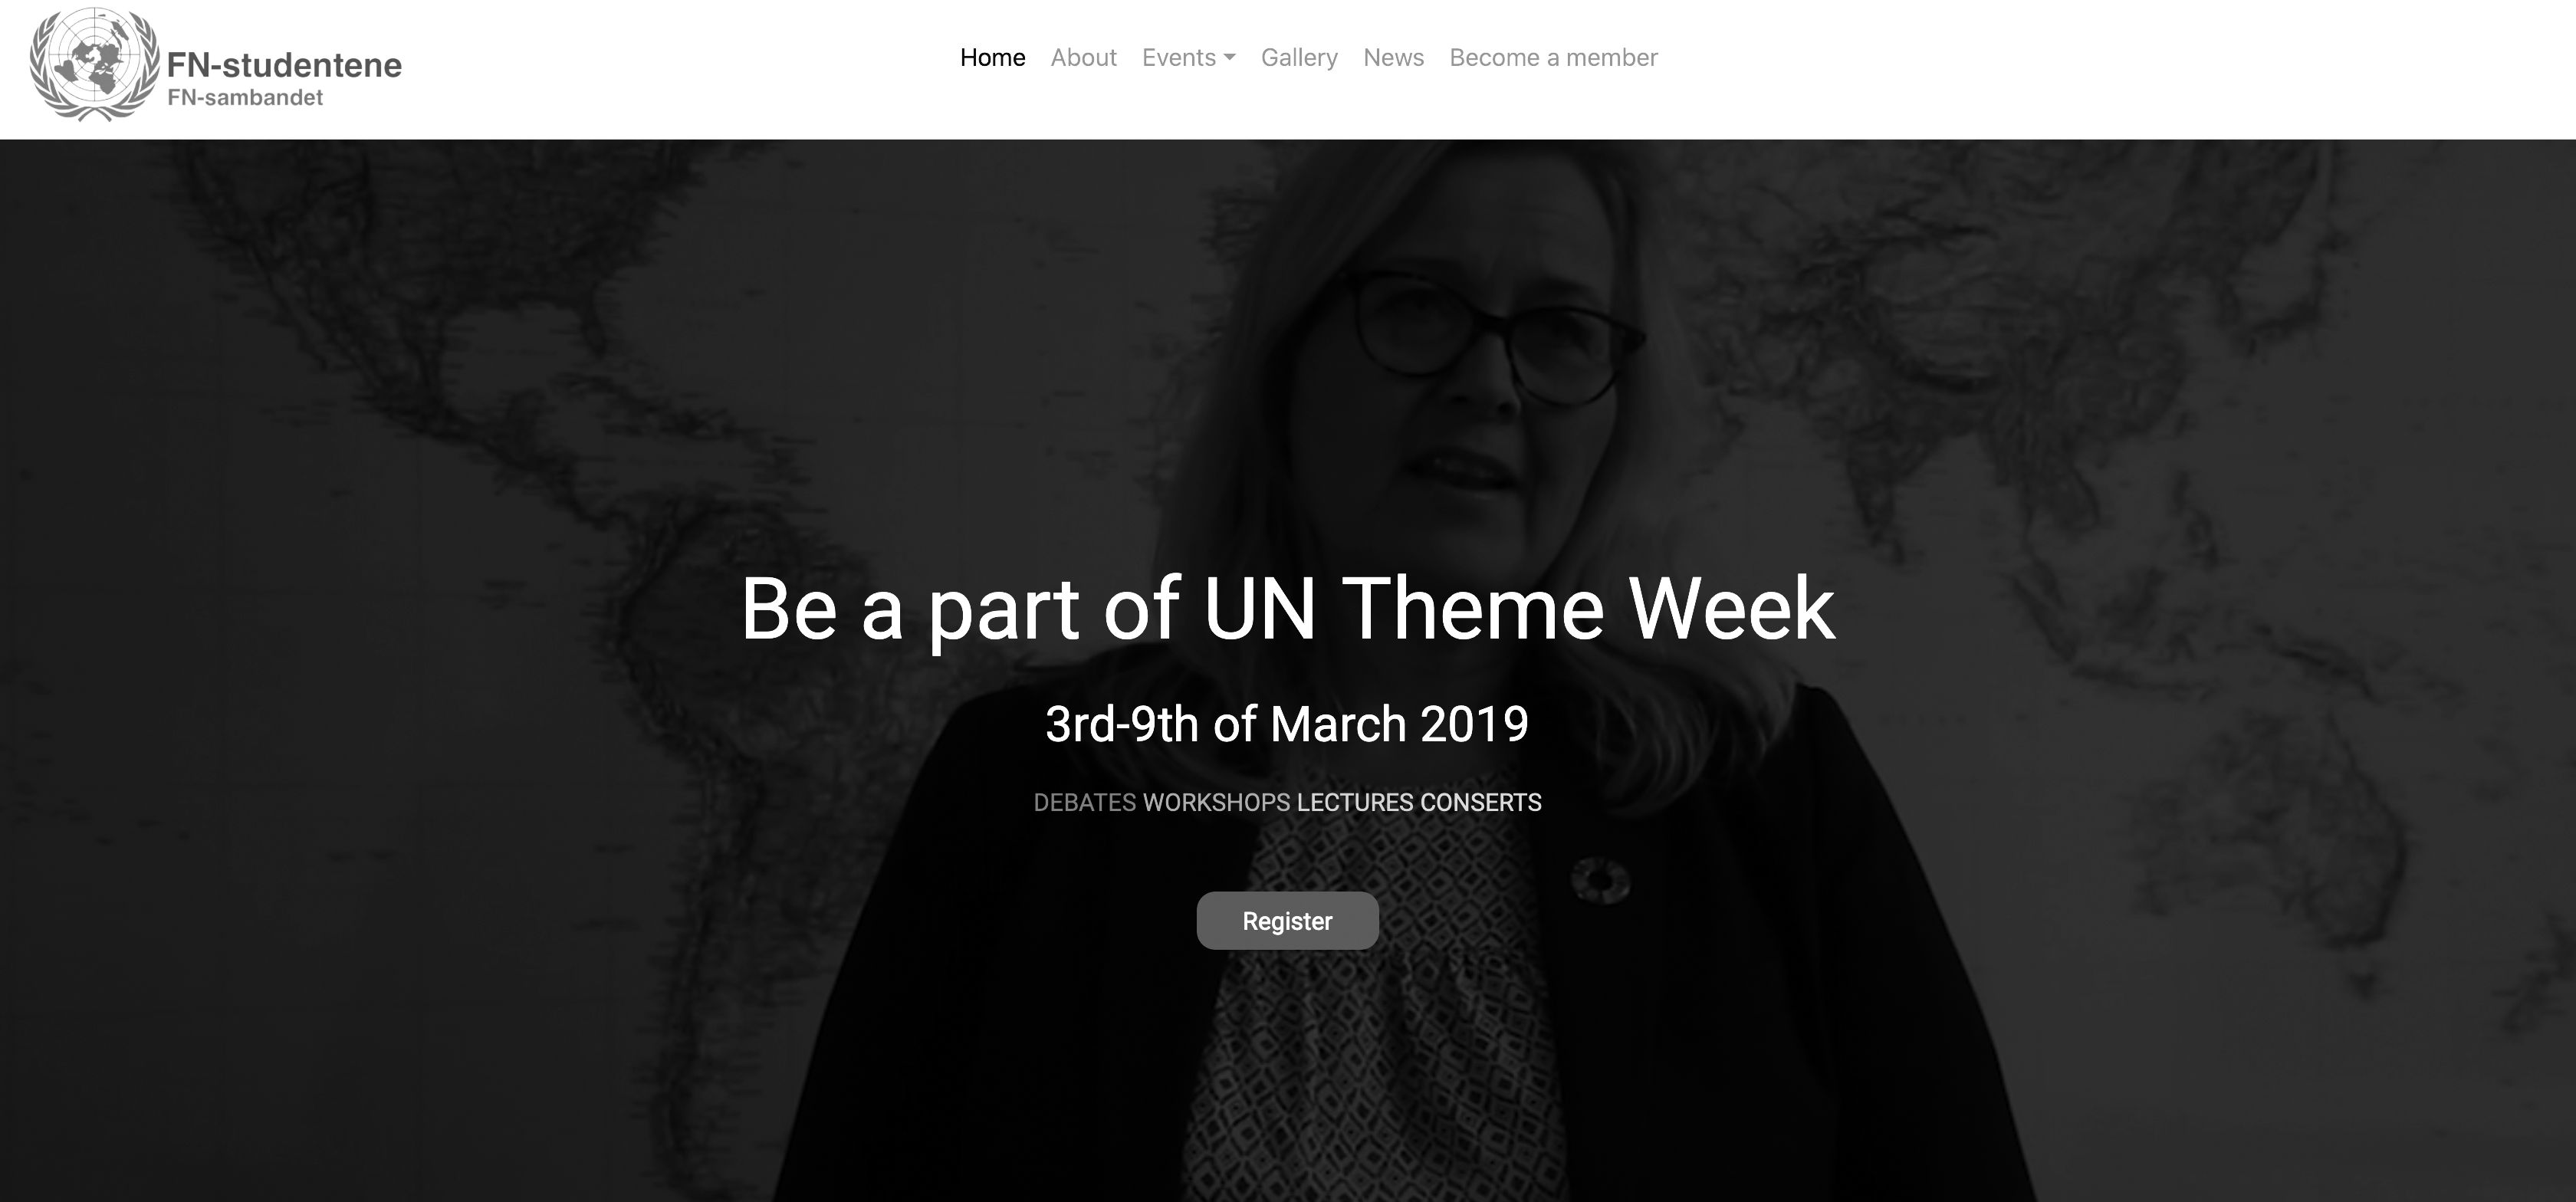 FN-studentene
FN-sambandet
Home About Events Gallery News Become a member
Be a part of UN Theme Week
3rd-9th of March 2019
DEBATES WORKSHOPS LECTURES CONSERTS
Register